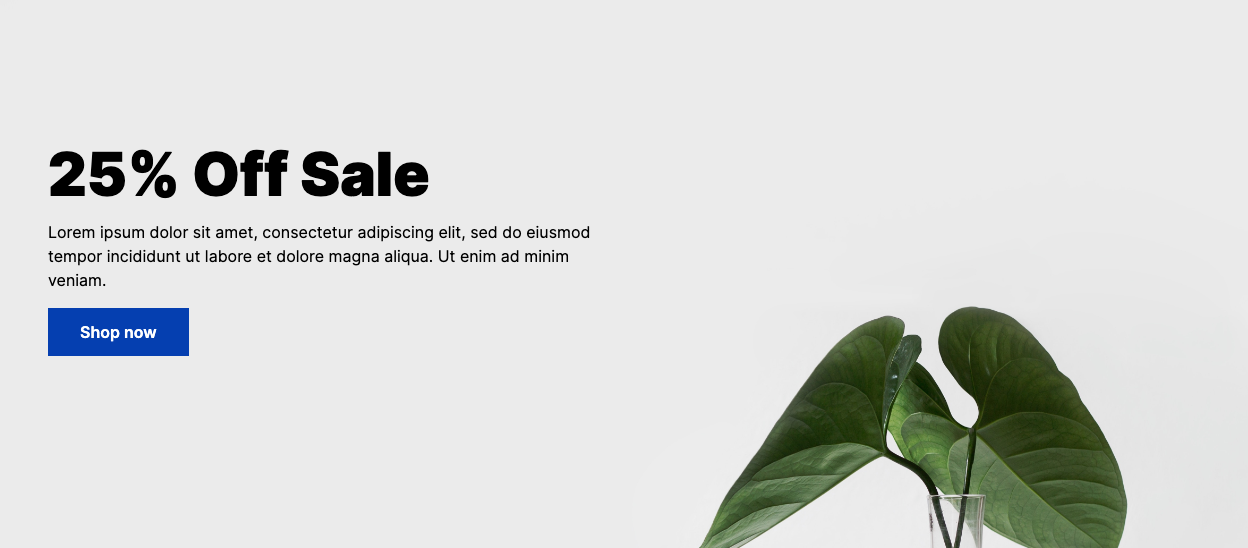 25% Off Sale
Lorem ipsum dolor sit amet, consectetur adipiscing elit, sed do eiusmod
tempor incididunt ut labore et dolore magna aliqua. Ut enim ad minim
veniam.
Shop now